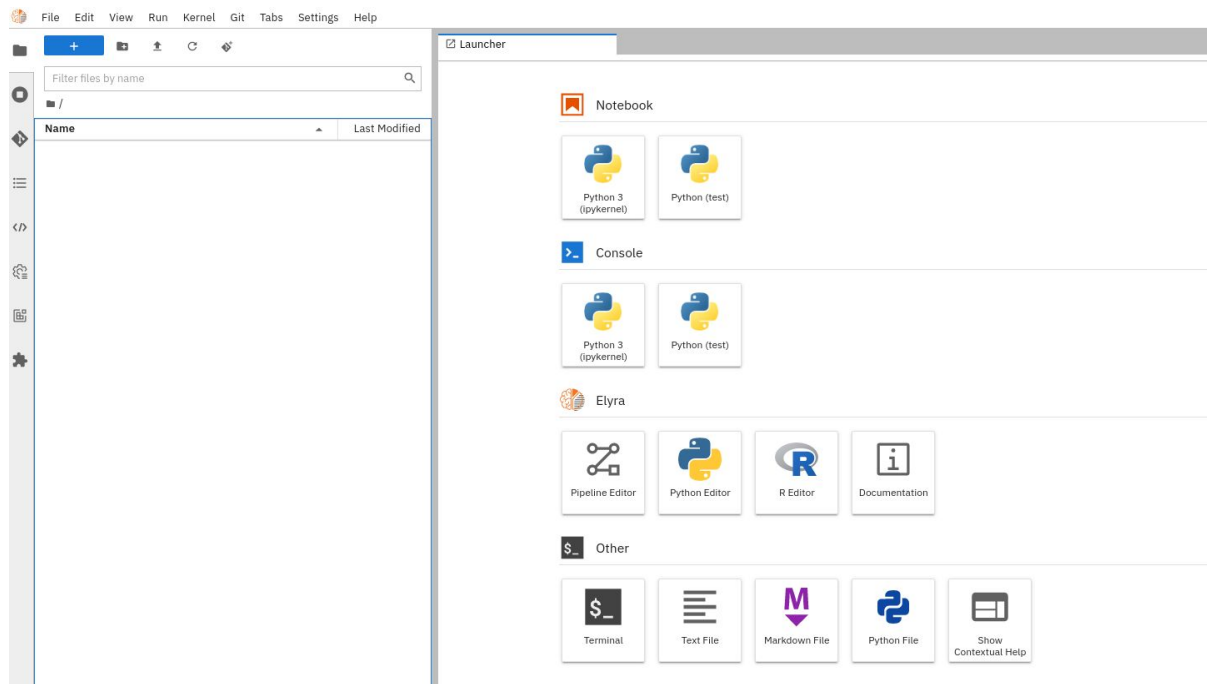 File Edit View Run Kernel Git Tabs Settings Help
+
Launcher
Filter files by name
/
Name Last Modified
Notebook
Python 3
(ipykernel)
Python (test)
Console
Python 3
(ipykernel)
Python (test)
Elyra
Pipeline Editor
Python Editor
R
R Editor
i
Documentation
$_ Other
$_
Terminal
Text File
M
Markdown File
Python File
Show
Contextual Help